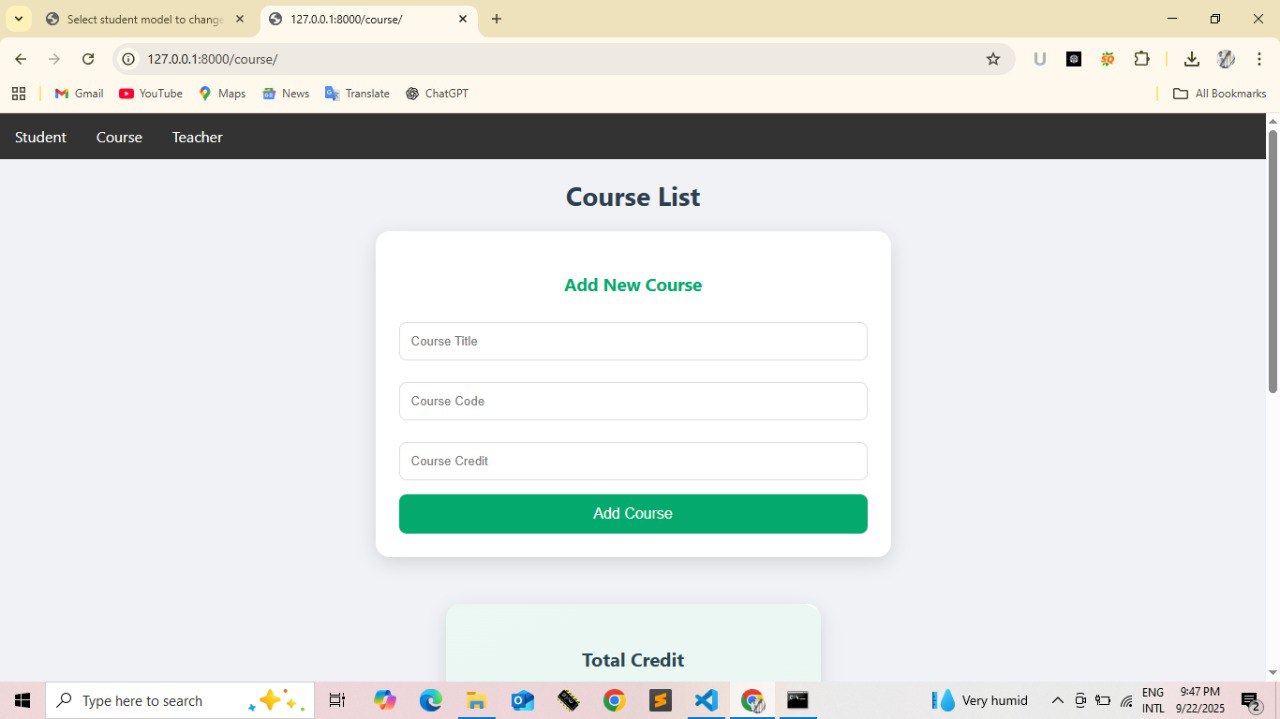 Select student model to chang
127.0.0.1:8000/course/
127.0.0.1:8000/course/
Gmail
YouTube
Maps
News
Translate
ChatGPT
All Bookmarks
Student
Course
Teacher
Course List
Add New Course
Course Title
Course Code
Course Credit
Add Course
Total Credit
Type here to search
Very humid
ENG
INTL
9:47 PM
9/22/2025
2